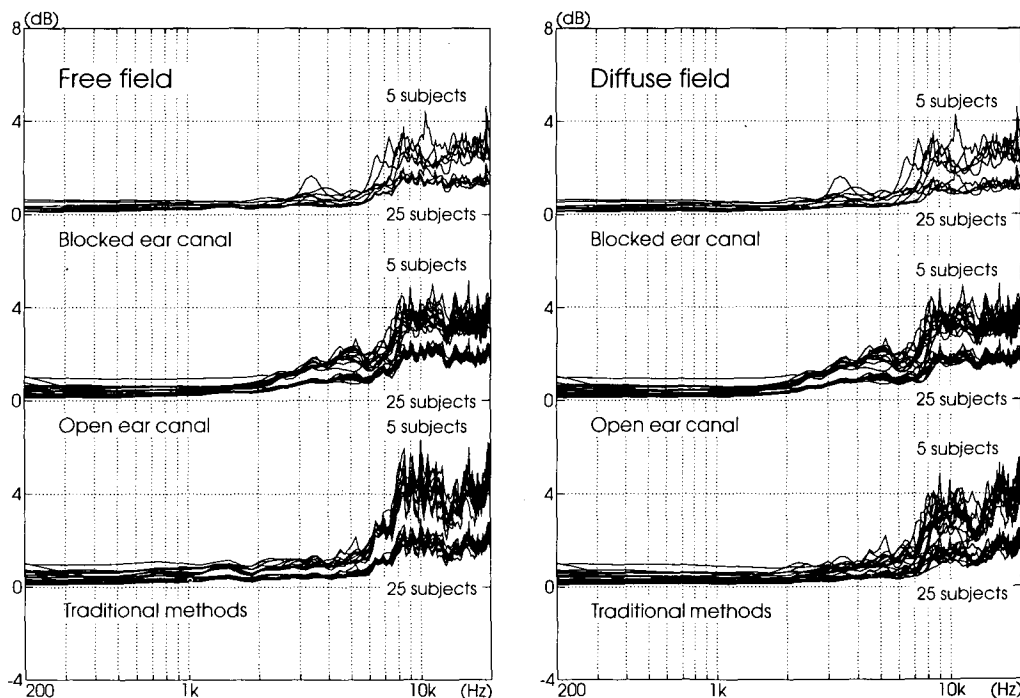 8 (dB)
Free field
5 subjects
4
0
25 subjects
Blocked ear canal
5 subjects
4
0
25 subjects
Open ear canal
5 subjects
4
0
25 subjects
Traditional methods
-4
200 1k 10k (Hz)
8 (dB)
Diffuse field
5 subjects
4
0
25 subjects
Blocked ear canal
5 subjects
4
0
25 subjects
Open ear canal
5 subjects
4
0
25 subjects
Traditional methods
-4
200 1k 10k (Hz)